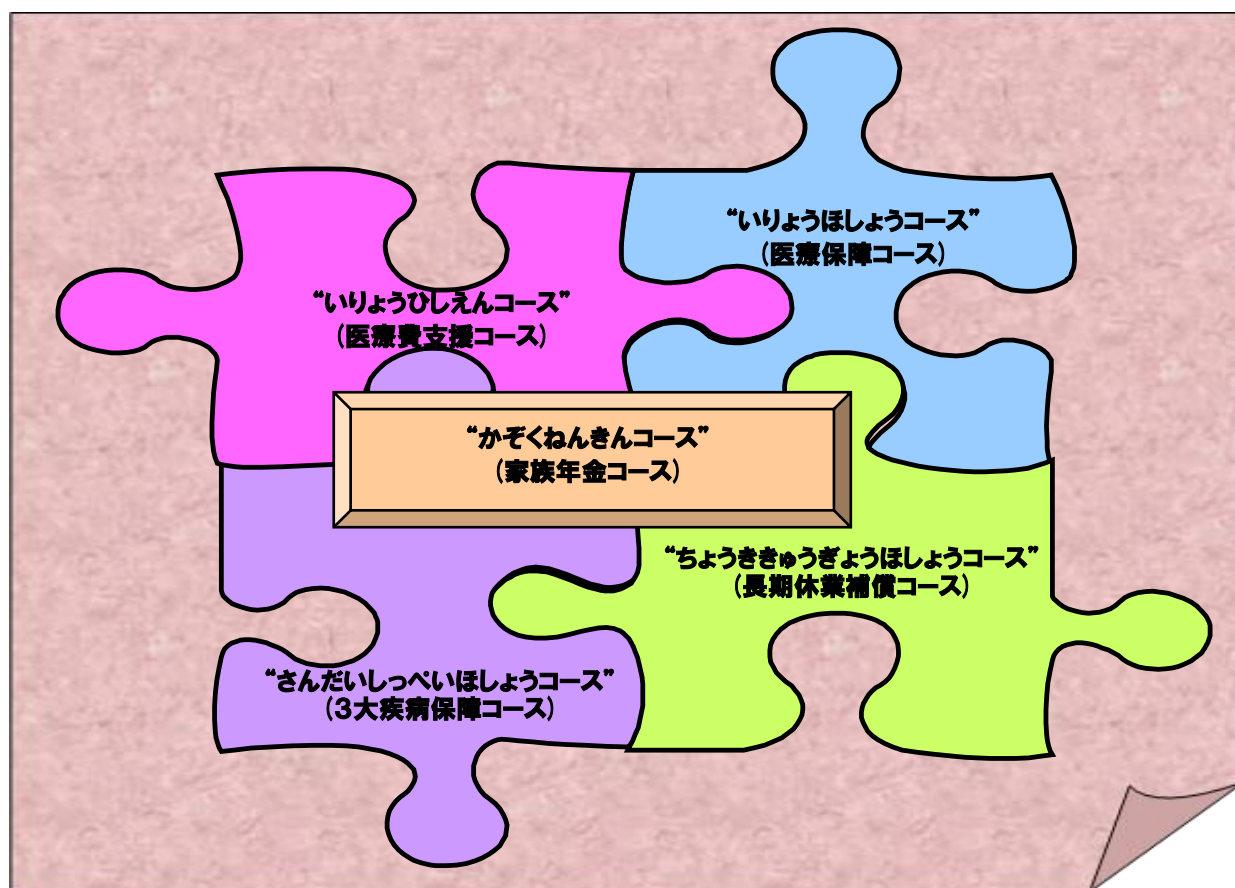 “いりょうほしょうコース”
(医療保障コース)
“いりょうひしえんコース”
(医療費支援コース)
“かぞくねんきんコース”
(家族年金コース)
“ちょうききゅうぎょうほしょうコース”
(長期休業補償コース)
“さんだいしっぺいほしょうコース”
(３大疾病保障コース)